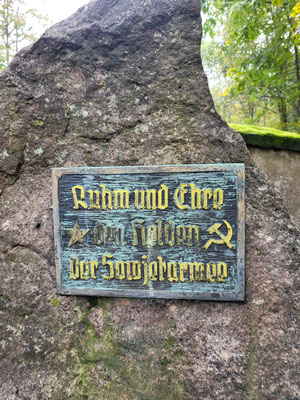 Ruhm und Ehre
den Helden
der Sowjetarmee